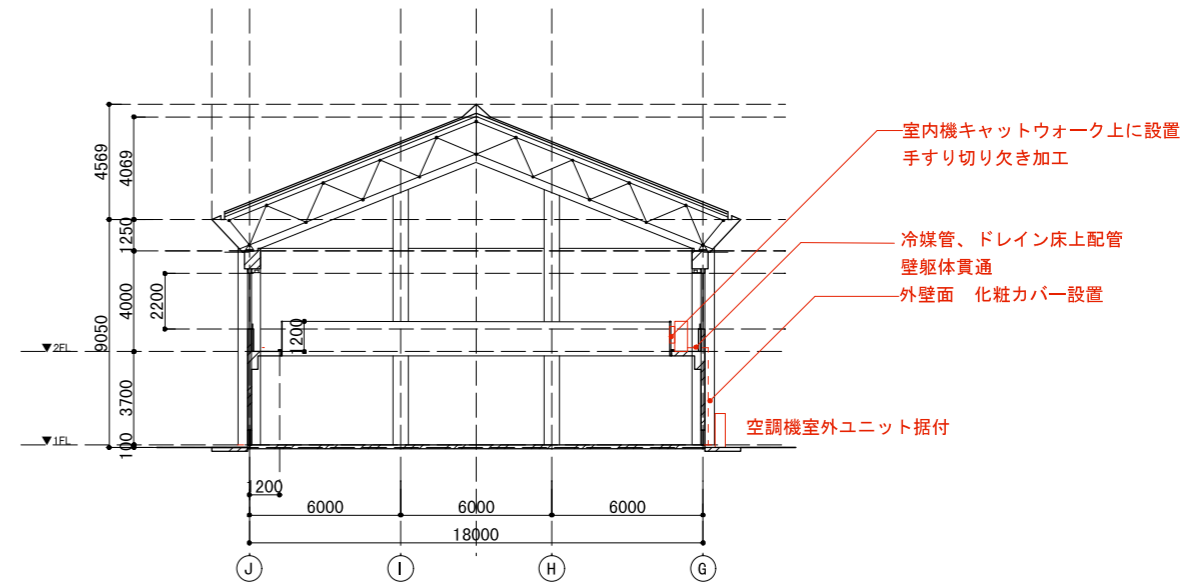 室内機キャットウォーク上に設置
手すり切り欠き加工
冷媒管、ドレイン床上配管
壁躯体貫通
外壁面　化粧カバー設置
空調機室外ユニット据付
4569
4069
1250
9050
4000
2200
1200
▼2FL
3700
▼1FL
100
1200
6000
6000
6000
18000
J
I
H
G